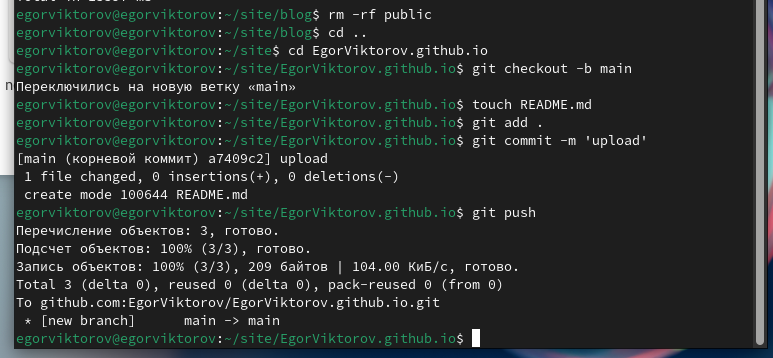 egorviktorov@egorviktorov:~/site/blog$ rm -rf public
egorviktorov@egorviktorov:~/site/blog$ cd ..
egorviktorov@egorviktorov:~/site$ cd EgorViktorov.github.io
egorviktorov@egorviktorov:~/site/EgorViktorov.github.io$ git checkout -b main
Переключились на новую ветку «main»
egorviktorov@egorviktorov:~/site/EgorViktorov.github.io$ touch README.md
egorviktorov@egorviktorov:~/site/EgorViktorov.github.io$ git add .
egorviktorov@egorviktorov:~/site/EgorViktorov.github.io$ git commit -m 'upload'
[main (корневой коммит) a7409c2] upload
 1 file changed, 0 insertions(+), 0 deletions(-)
 create mode 100644 README.md
egorviktorov@egorviktorov:~/site/EgorViktorov.github.io$ git push
Перечисление объектов: 3, готово.
Подсчет объектов: 100% (3/3), готово.
Запись объектов: 100% (3/3), 209 байтов | 104.00 КиБ/с, готово.
Total 3 (delta 0), reused 0 (delta 0), pack-reused 0 (from 0)
To github.com:EgorViktorov/EgorViktorov.github.io.git
 * [new branch]      main -> main
egorviktorov@egorviktorov:~/site/EgorViktorov.github.io$